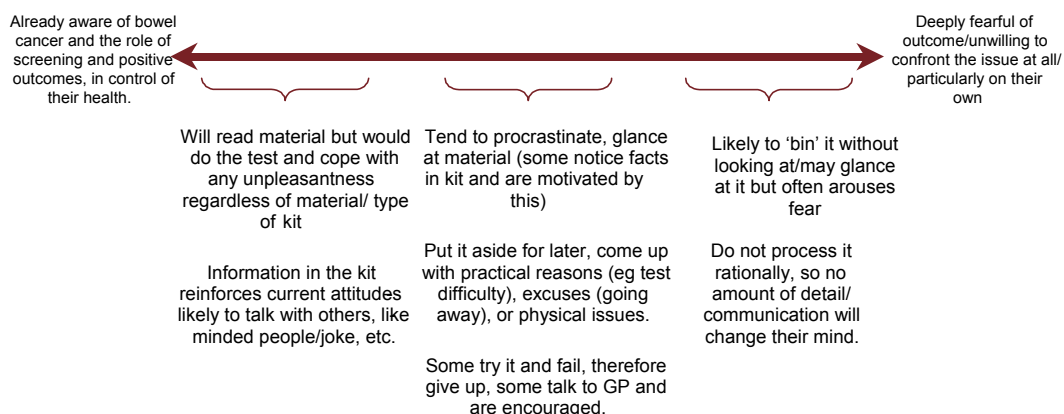 Already aware of bowel
cancer and the role of
screening and positive
outcomes, in control of
their health.
Deeply fearful of
outcome/unwilling to
confront the issue at all/
particularly on their
own
Will read material but would
do the test and cope with
any unpleasantness
regardless of material/ type
of kit
Information in the kit
reinforces current attitudes
likely to talk with others, like
minded people/joke, etc.
Tend to procrastinate, glance
at material (some notice facts
in kit and are motivated by
this)
Put it aside for later, come up
with practical reasons (eg test
difficulty), excuses (going
away), or physical issues.
Some try it and fail, therefore
give up, some talk to GP and
are encouraged.
Likely to ‘bin’ it without
looking at/may glance
at it but often arouses
fear
Do not process it
rationally, so no
amount of detail/
communication will
change their mind.